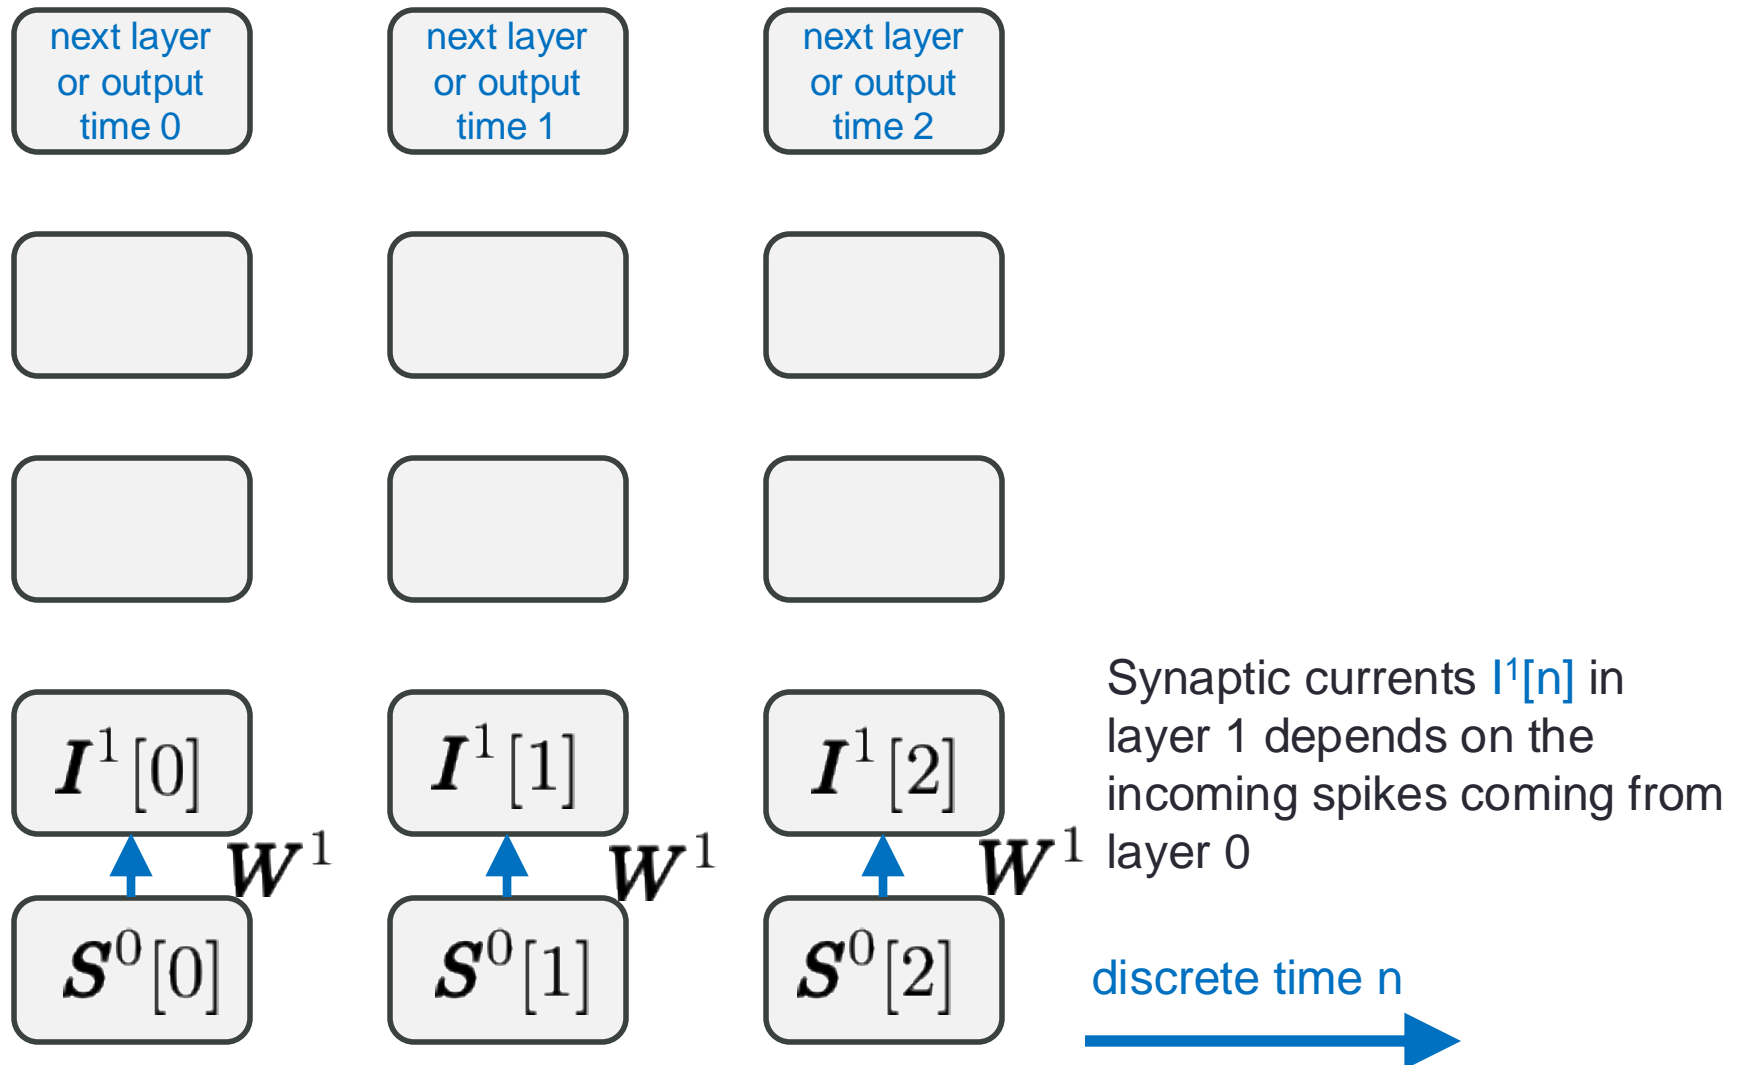 next layer
or output
time 0
next layer
or output
time 1
next layer
or output
time 2
I¹[0]
I¹[1]
I¹[2]
Synaptic currents I¹[n] in
layer 1 depends on the
incoming spikes coming from
layer 0
W¹
W¹
W¹
S⁰[0]
S⁰[1]
S⁰[2]
discrete time n